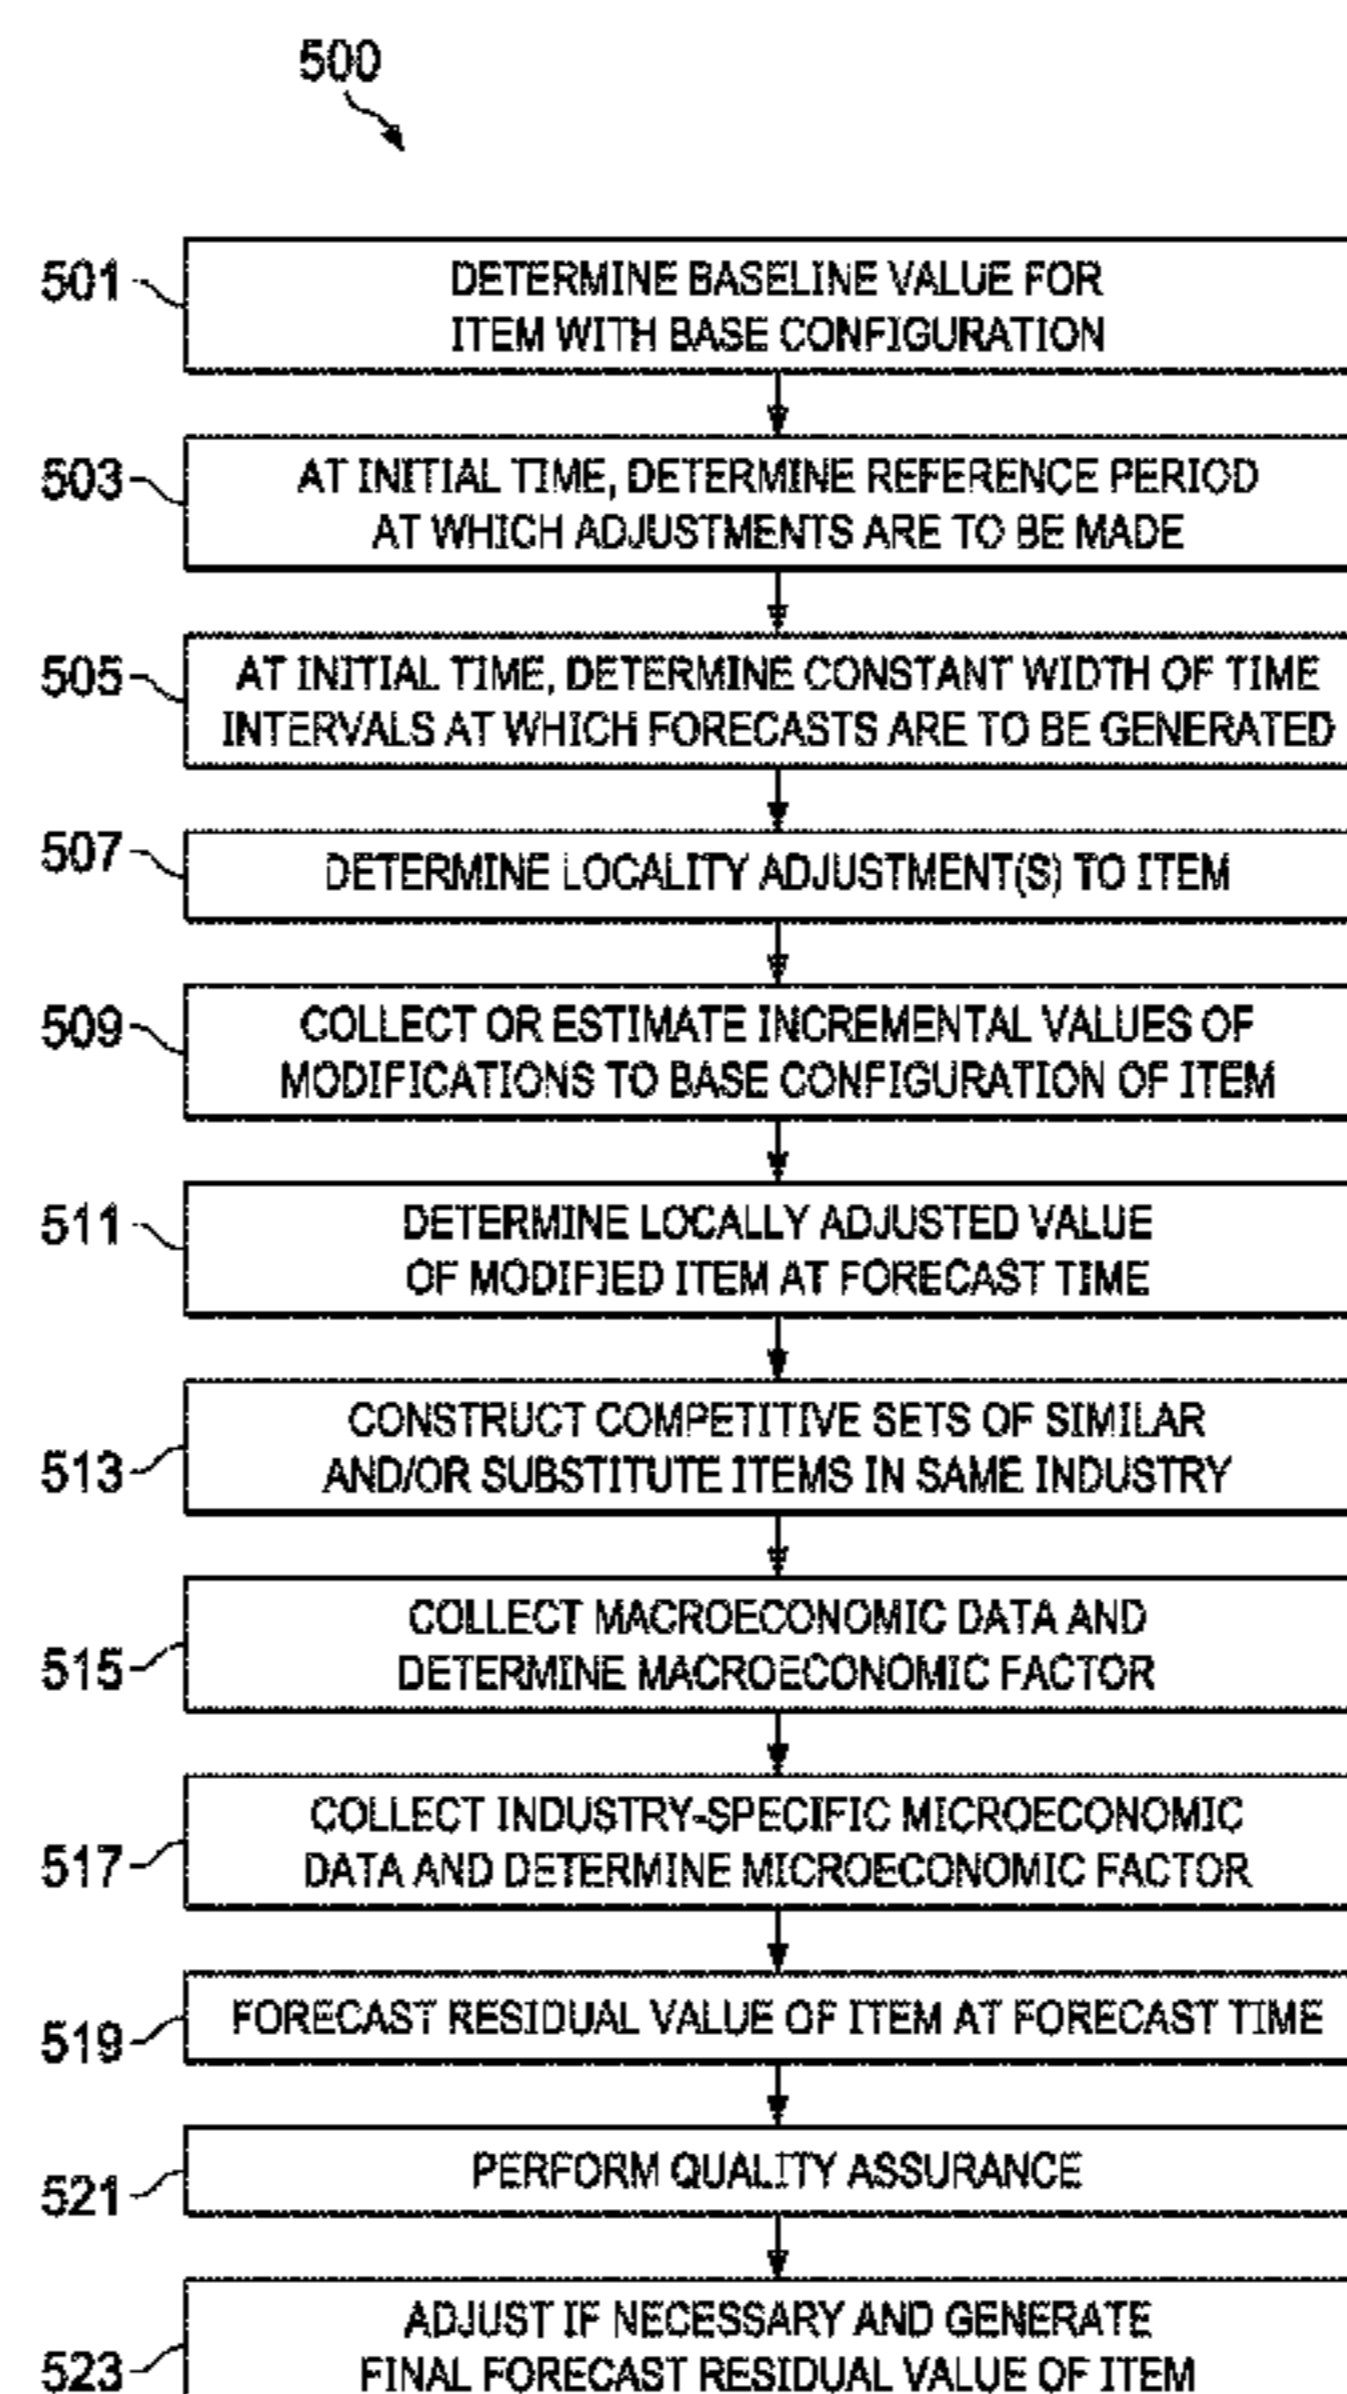 500
501
DETERMINE BASELINE VALUE FOR
ITEM WITH BASE CONFIGURATION
503
AT INITIAL TIME, DETERMINE REFERENCE PERIOD
AT WHICH ADJUSTMENTS ARE TO BE MADE
505
AT INITIAL TIME, DETERMINE CONSTANT WIDTH OF TIME
INTERVALS AT WHICH FORECASTS ARE TO BE GENERATED
507
DETERMINE LOCALITY ADJUSTMENT(S) TO ITEM
509
COLLECT OR ESTIMATE INCREMENTAL VALUES OF
MODIFICATIONS TO BASE CONFIGURATION OF ITEM
511
DETERMINE LOCALLY ADJUSTED VALUE
OF MODIFIED ITEM AT FORECAST TIME
513
CONSTRUCT COMPETITIVE SETS OF SIMILAR
AND/OR SUBSTITUTE ITEMS IN SAME INDUSTRY
515
COLLECT MACROECONOMIC DATA AND
DETERMINE MACROECONOMIC FACTOR
517
COLLECT INDUSTRY-SPECIFIC MICROECONOMIC
DATA AND DETERMINE MICROECONOMIC FACTOR
519
FORECAST RESIDUAL VALUE OF ITEM AT FORECAST TIME
521
PERFORM QUALITY ASSURANCE
523
ADJUST IF NECESSARY AND GENERATE
FINAL FORECAST RESIDUAL VALUE OF ITEM